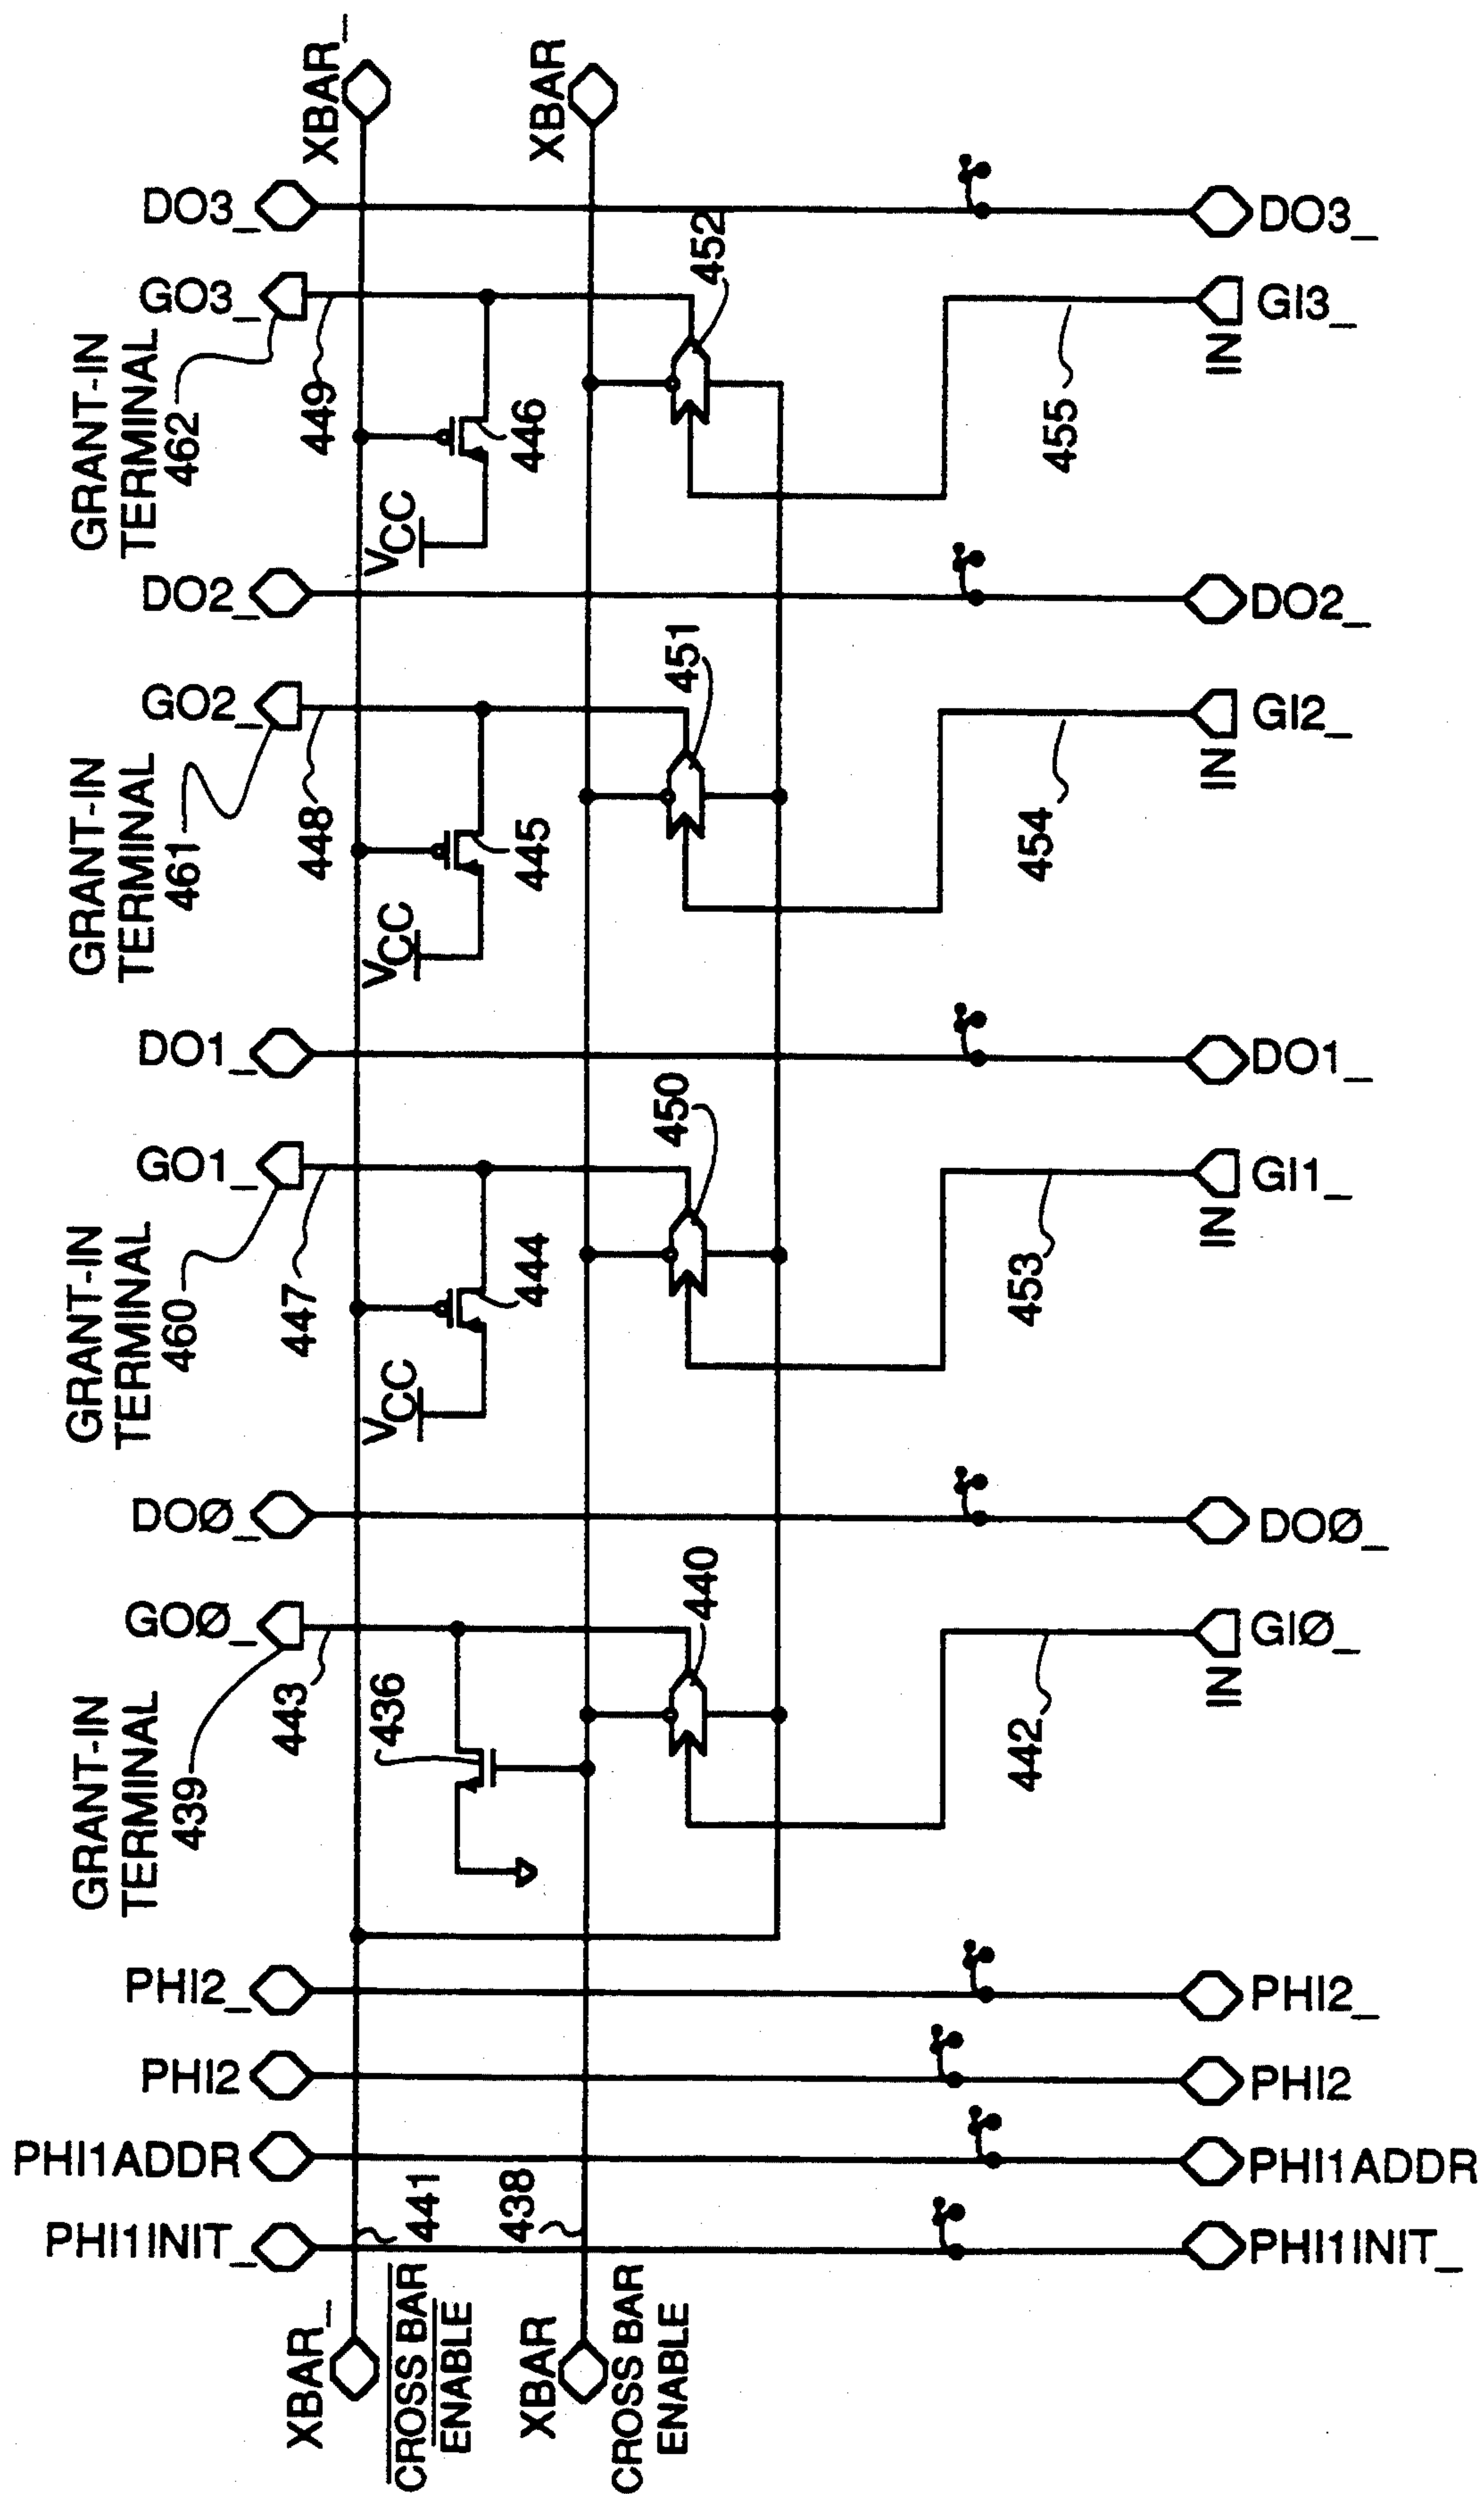 XBAR_
XBAR
DO3_
DO3_
GO3_
GI3_
IN
GRANT-IN
TERMINAL
462
449
446
VCC
452
455
DO2_
DO2_
GO2_
GI2_
IN
GRANT-IN
TERMINAL
461
448
445
VCC
451
454
DO1_
DO1_
GO1_
GI1_
IN
GRANT-IN
TERMINAL
460
447
444
VCC
450
453
DOØ_
DOØ_
GOØ_
GIØ_
IN
GRANT-IN
TERMINAL
439
443
436
440
442
PHI2_
PHI2_
PHI2
PHI2
PHI1ADDR
PHI1ADDR
PHI1INIT_
PHI1INIT_
441
438
XBAR_
CROSS BAR
ENABLE
XBAR
CROSS BAR
ENABLE